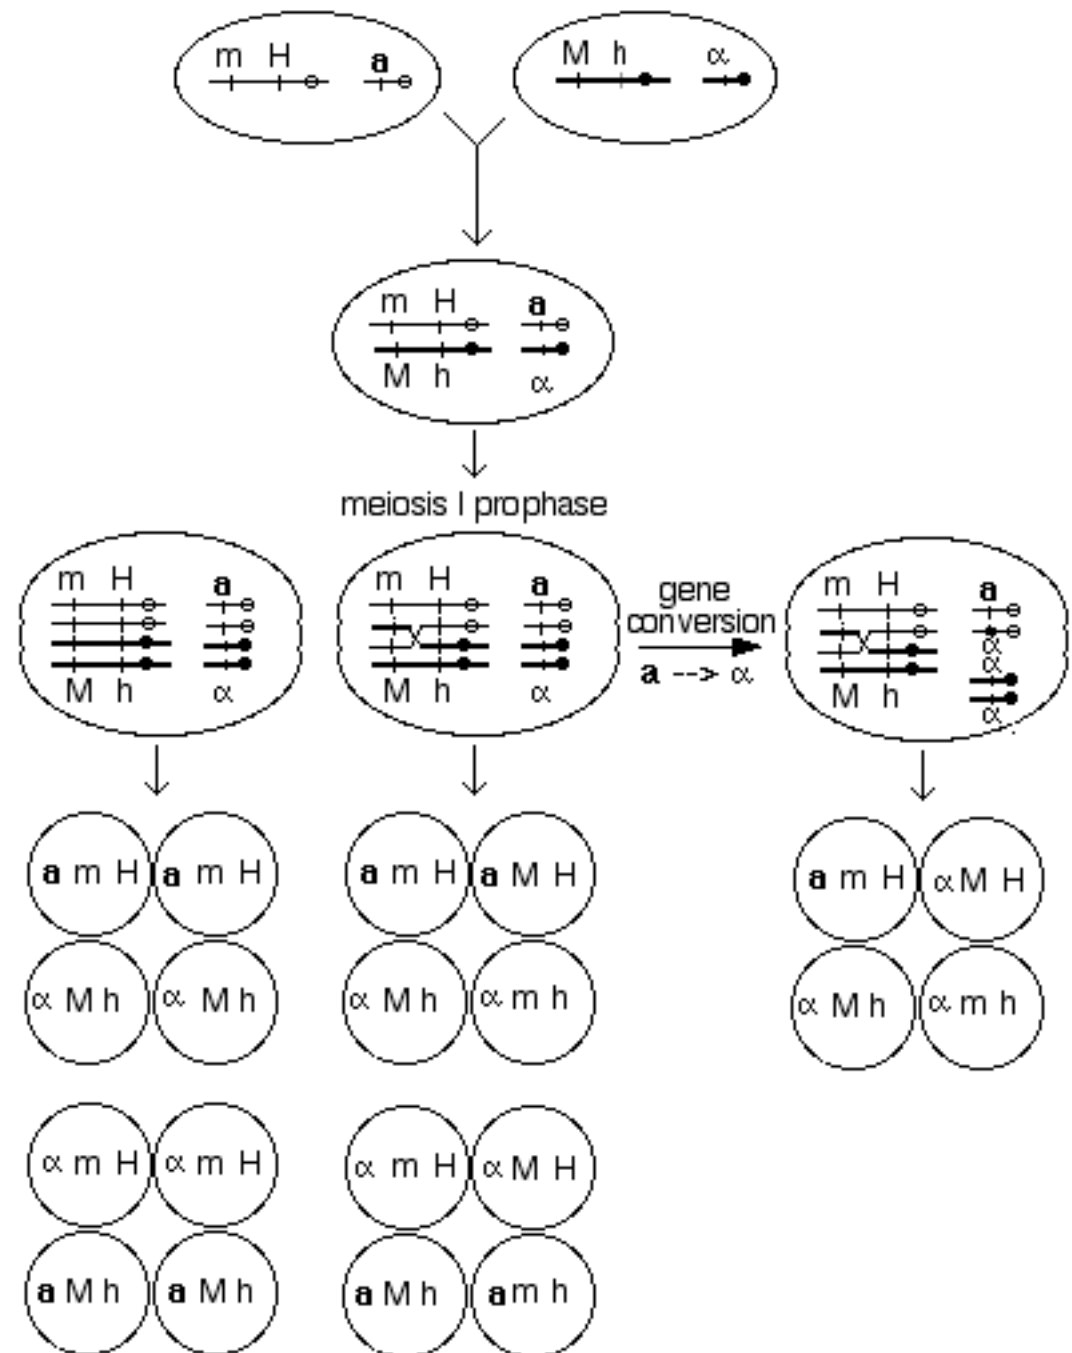 m H a
M h α
m H a
M h α
meiosis I prophase
m H a
M h α
m H a
M h α
gene
conversion
a --> α
m H a
α
α
M h α
a m H a m H
α M h α M h
a m H a M H
α M h α m h
a m H α M H
α M h α m h
α m H α m H
a M h a M h
α m H α M H
a M h a m h